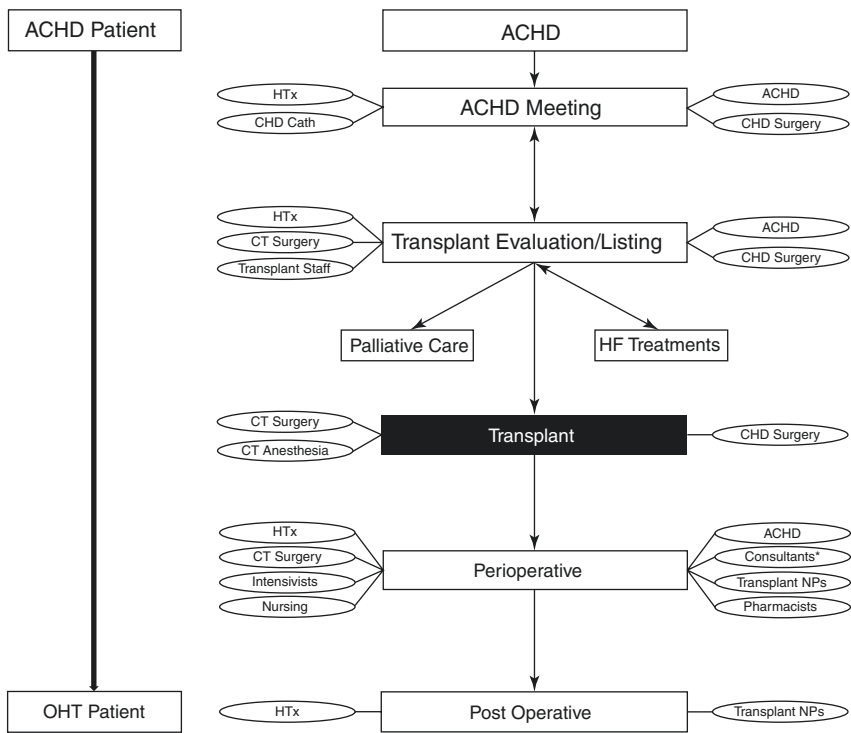 ACHD Patient
ACHD
HTx
CHD Cath
ACHD Meeting
ACHD
CHD Surgery
HTx
CT Surgery
Transplant Staff
Transplant Evaluation/Listing
ACHD
CHD Surgery
Palliative Care
HF Treatments
CT Surgery
CT Anesthesia
Transplant
CHD Surgery
HTx
CT Surgery
Intensivists
Nursing
Perioperative
ACHD
Consultants*
Transplant NPs
Pharmacists
OHT Patient
HTx
Post Operative
Transplant NPs